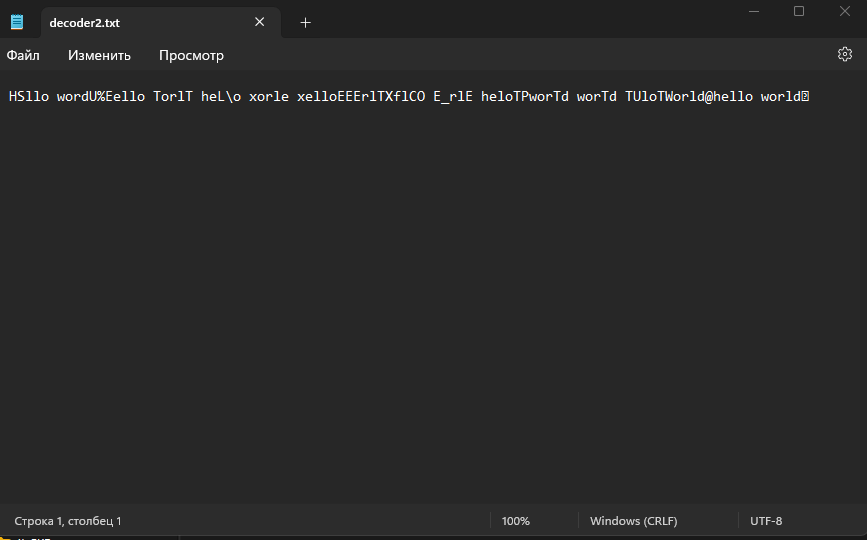 decoder2.txt
Файл Изменить Просмотр
HSllo wordU%Eello TorlT heL\o xorle xelloEEErlTXflCO E_rlE heloTPworTd worTd TUloTWorld@hello world
Строка 1, столбец 1 100% Windows (CRLF) UTF-8